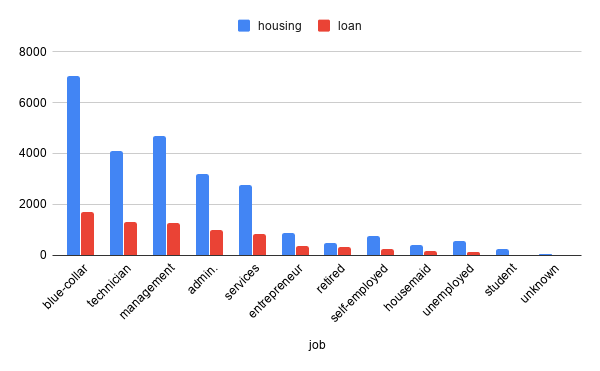 housing loan
8000
6000
4000
2000
0
blue-collar
technician
management
admin.
services
entrepreneur
retired
self-employed
housemaid
unemployed
student
unknown
job